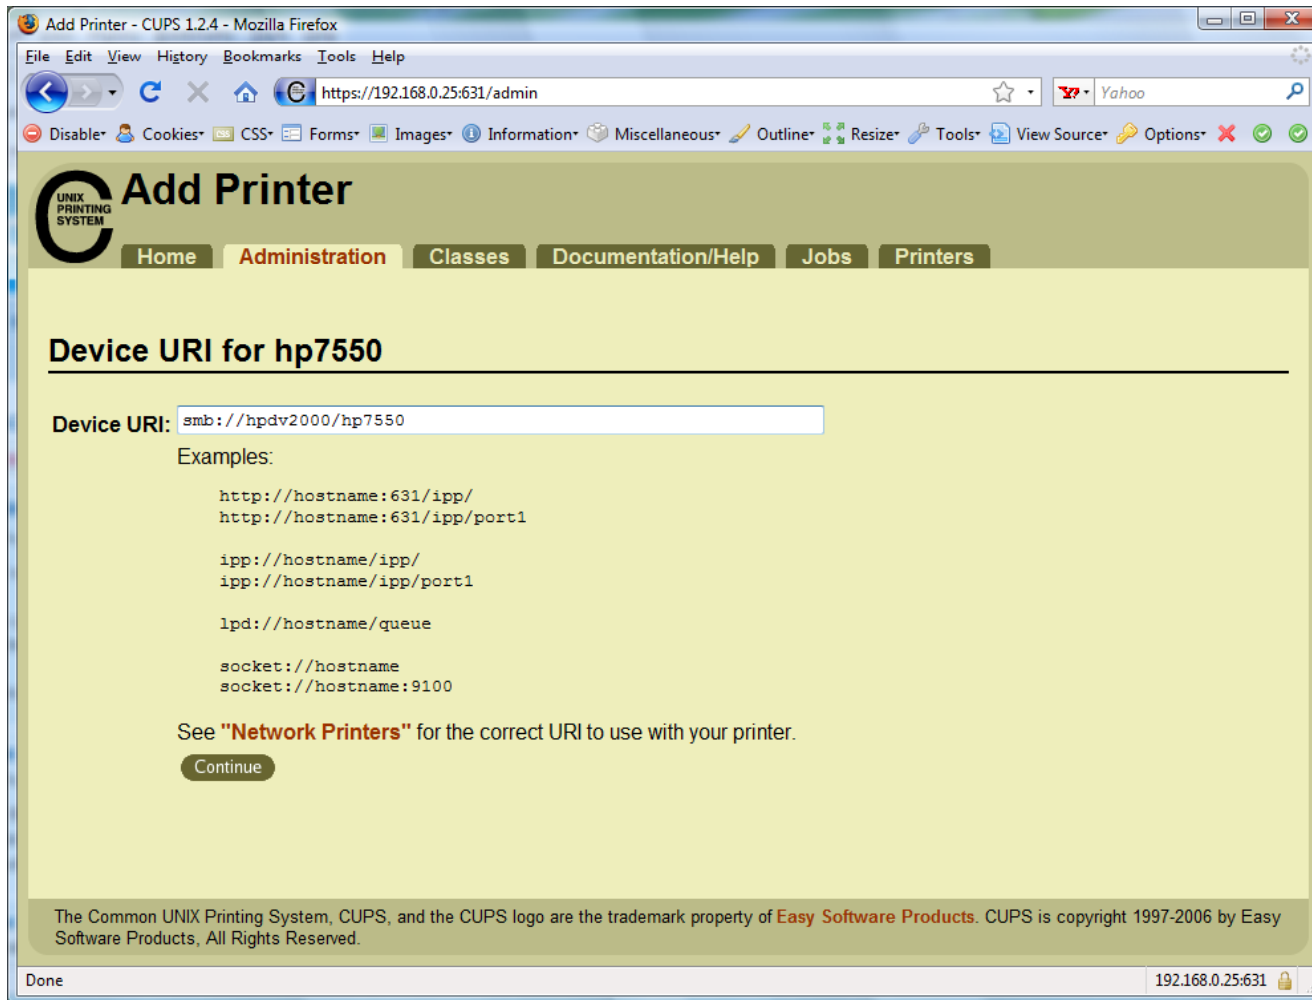 Add Printer - CUPS 1.2.4 - Mozilla Firefox
File Edit View History Bookmarks Tools Help
https://192.168.0.25:631/admin Yahoo
Disable Cookies CSS Forms Images Information Miscellaneous Outline Resize Tools View Source Options
UNIX
PRINTING
SYSTEM
Add Printer
Home Administration Classes Documentation/Help Jobs Printers
Device URI for hp7550
Device URI: smb://hpdv2000/hp7550
Examples:
http://hostname:631/ipp/
http://hostname:631/ipp/port1
ipp://hostname/ipp/
ipp://hostname/ipp/port1
lpd://hostname/queue
socket://hostname
socket://hostname:9100
See "Network Printers" for the correct URI to use with your printer.
Continue
The Common UNIX Printing System, CUPS, and the CUPS logo are the trademark property of Easy Software Products. CUPS is copyright 1997-2006 by Easy
Software Products, All Rights Reserved.
Done 192.168.0.25:631